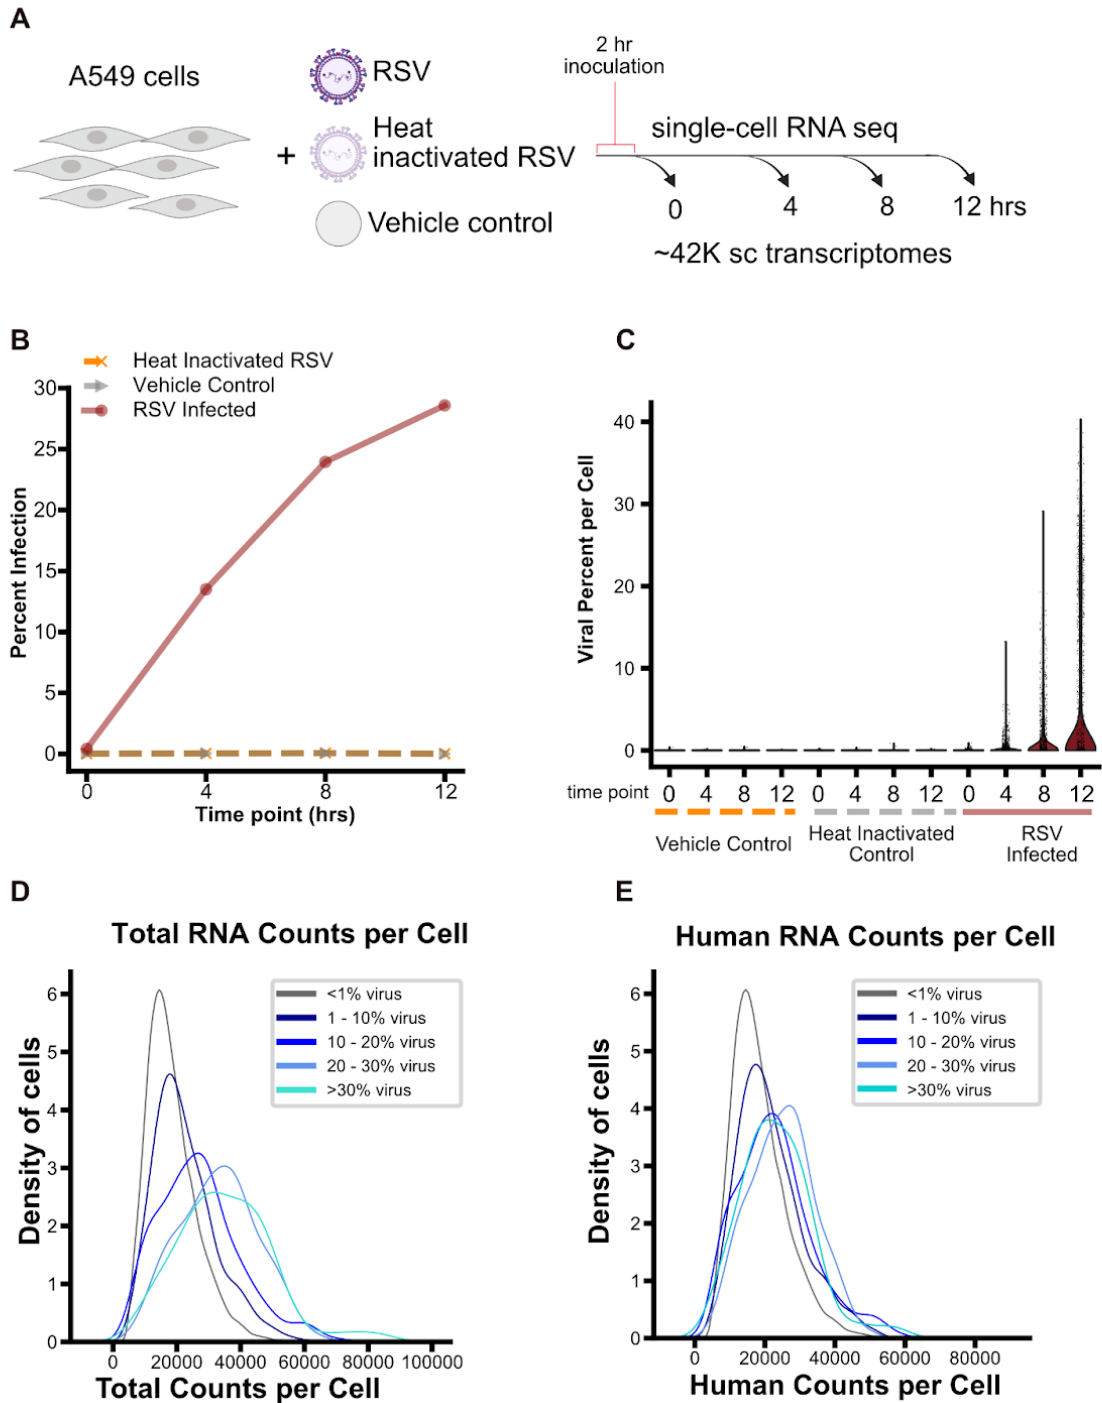 A
A549 cells
+
RSV
Heat
inactivated RSV
Vehicle control
2 hr
inoculation
single-cell RNA seq
0 4 8 12 hrs
~42K sc transcriptomes
B
Heat Inactivated RSV
Vehicle Control
RSV Infected
Percent Infection
30
25
20
15
10
5
0
0 4 8 12
Time point (hrs)
C
Viral Percent per Cell
40
30
20
10
0
time point 0 4 8 12 0 4 8 12 0 4 8 12
Vehicle Control
Heat Inactivated
Control
RSV
Infected
D
Total RNA Counts per Cell
<1% virus
1 - 10% virus
10 - 20% virus
20 - 30% virus
>30% virus
Density of cells
6
5
4
3
2
1
0
0 20000 40000 60000 80000 100000
Total Counts per Cell
E
Human RNA Counts per Cell
<1% virus
1 - 10% virus
10 - 20% virus
20 - 30% virus
>30% virus
Density of cells
6
5
4
3
2
1
0
0 20000 40000 60000 80000
Human Counts per Cell